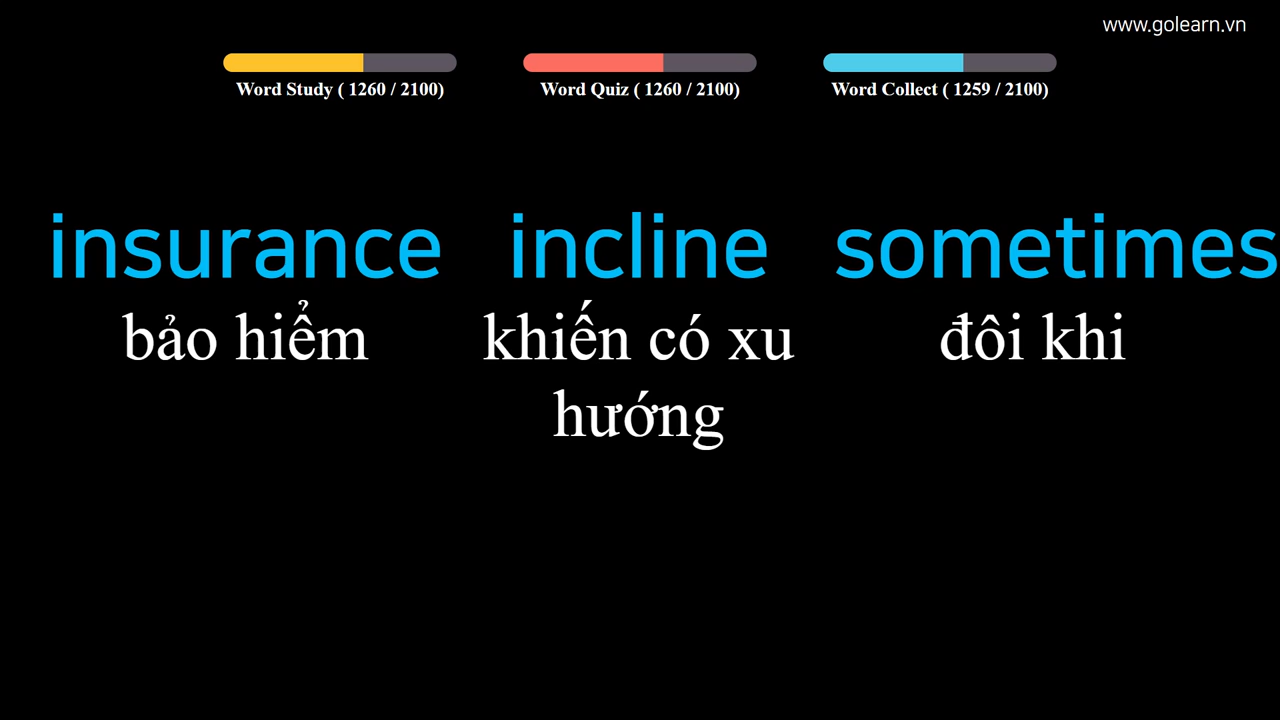 www.golearn.vn
Word Study ( 1260 / 2100)
Word Quiz ( 1260 / 2100)
Word Collect ( 1259 / 2100)
insurance
bảo hiểm
incline
khiến có xu
hướng
sometimes
đôi khi